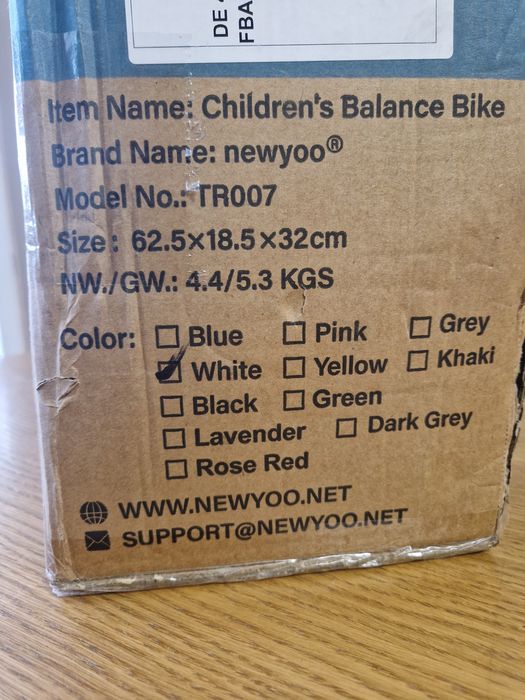 DE
FBA
Item Name: Children's Balance Bike
Brand Name: newyoo®
Model No.: TR007
Size: 62.5×18.5×32cm
NW./GW.: 4.4/5.3 KGS
Color: ☐ Blue ☐ Pink ☐ Grey
☑ White ☐ Yellow ☐ Khaki
☐ Black ☐ Green
☐ Lavender ☐ Dark Grey
☐ Rose Red
WWW.NEWYOO.NET
SUPPORT@NEWYOO.NET